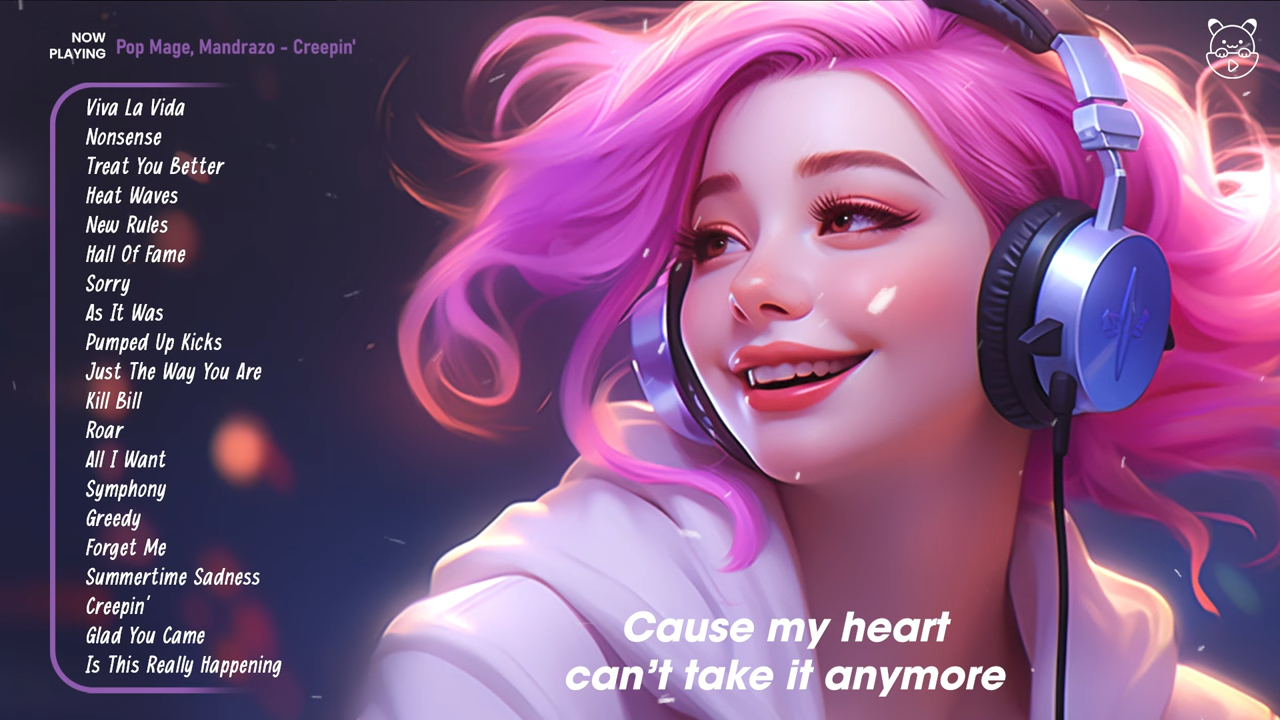 NOW
PLAYING
Pop Mage, Mandrazo - Creepin'
Viva La Vida
Nonsense
Treat You Better
Heat Waves
New Rules
Hall Of Fame
Sorry
As It Was
Pumped Up Kicks
Just The Way You Are
Kill Bill
Roar
All I Want
Symphony
Greedy
Forget Me
Summertime Sadness
Creepin'
Glad You Came
Is This Really Happening
Cause my heart
can't take it anymore